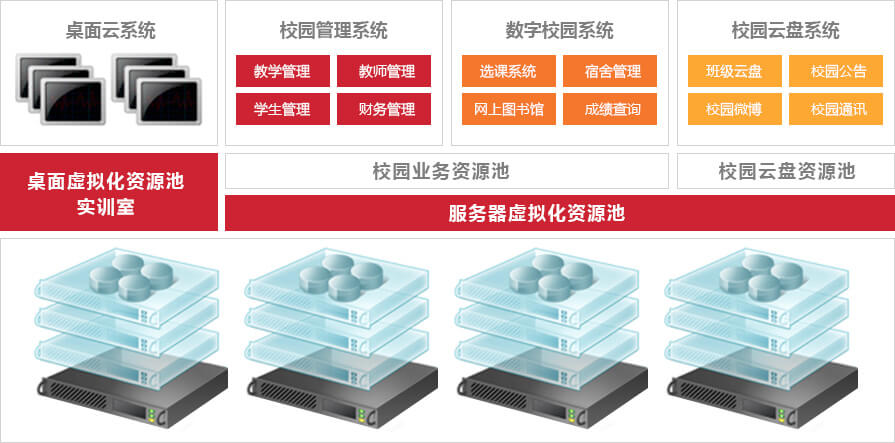 桌面云系统
校园管理系统
教学管理
教师管理
学生管理
财务管理
数字校园系统
选课系统
宿舍管理
网上图书馆
成绩查询
校园云盘系统
班级云盘
校园公告
校园微博
校园通讯
桌面虚拟化资源池
实训室
校园业务资源池
校园云盘资源池
服务器虚拟化资源池